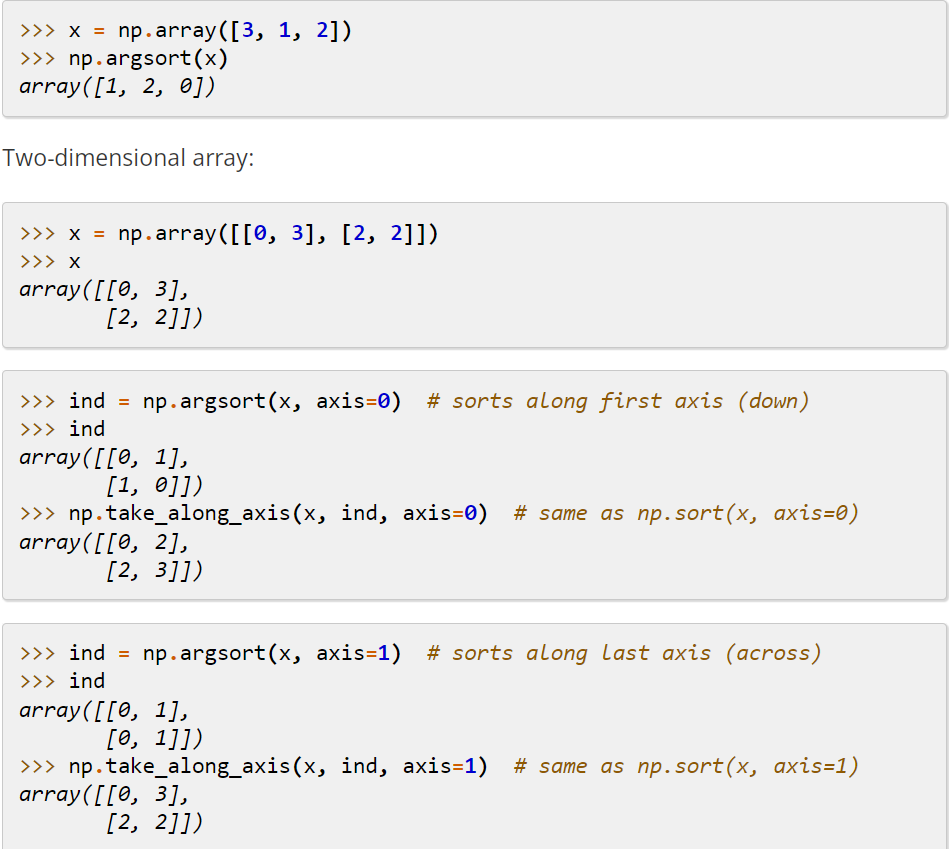 >>> x = np.array([3, 1, 2])
>>> np.argsort(x)
array([1, 2, 0])
Two-dimensional array:
>>> x = np.array([[0, 3], [2, 2]])
>>> x
array([[0, 3],
       [2, 2]])
>>> ind = np.argsort(x, axis=0)  # sorts along first axis (down)
>>> ind
array([[0, 1],
       [1, 0]])
>>> np.take_along_axis(x, ind, axis=0)  # same as np.sort(x, axis=0)
array([[0, 2],
       [2, 3]])
>>> ind = np.argsort(x, axis=1)  # sorts along last axis (across)
>>> ind
array([[0, 1],
       [0, 1]])
>>> np.take_along_axis(x, ind, axis=1)  # same as np.sort(x, axis=1)
array([[0, 3],
       [2, 2]])